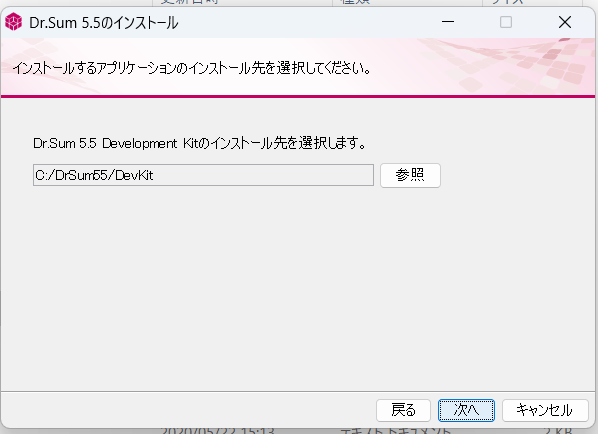 Dr.Sum 5.5のインストール
インストールするアプリケーションのインストール先を選択してください。
Dr.Sum 5.5 Development Kitのインストール先を選択します。
C:/DrSum55/DevKit
参照
戻る
次へ
キャンセル